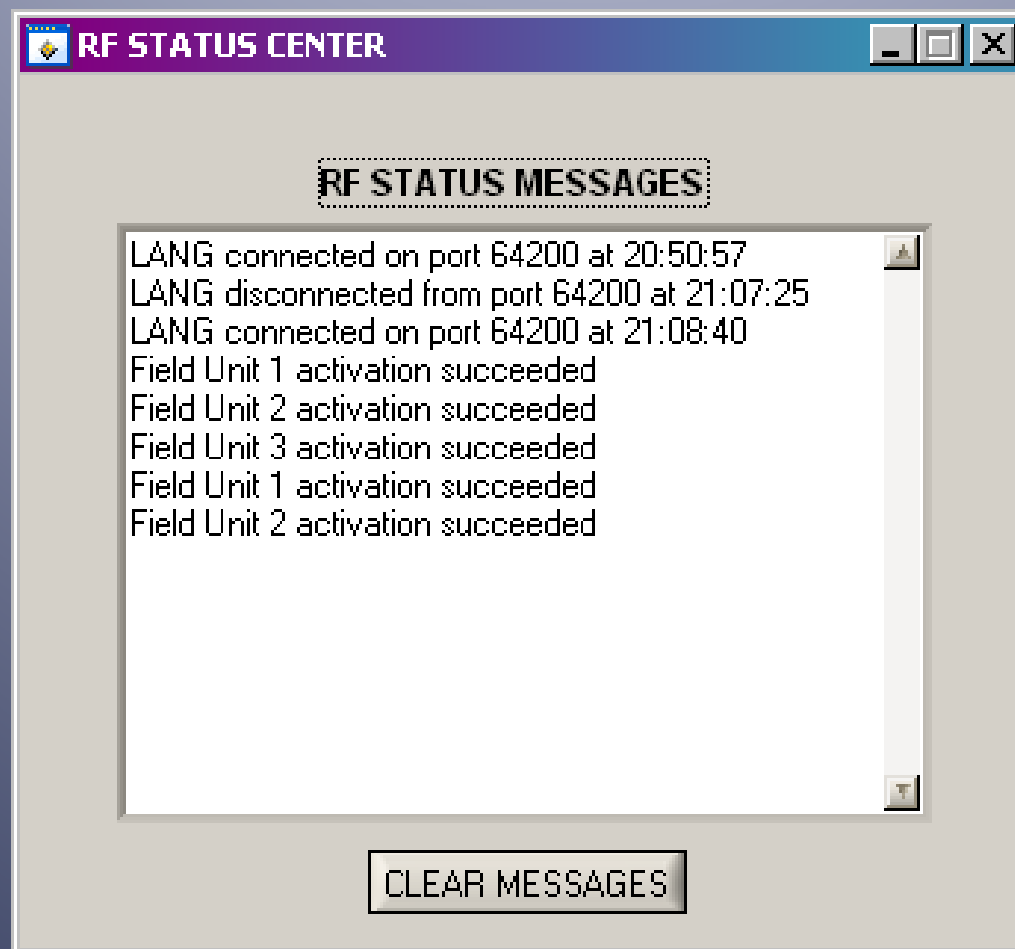 RF STATUS CENTER
RF STATUS MESSAGES
LANG connected on port 64200 at 20:50:57
LANG disconnected from port 64200 at 21:07:25
LANG connected on port 64200 at 21:08:40
Field Unit 1 activation succeeded
Field Unit 2 activation succeeded
Field Unit 3 activation succeeded
Field Unit 1 activation succeeded
Field Unit 2 activation succeeded
CLEAR MESSAGES